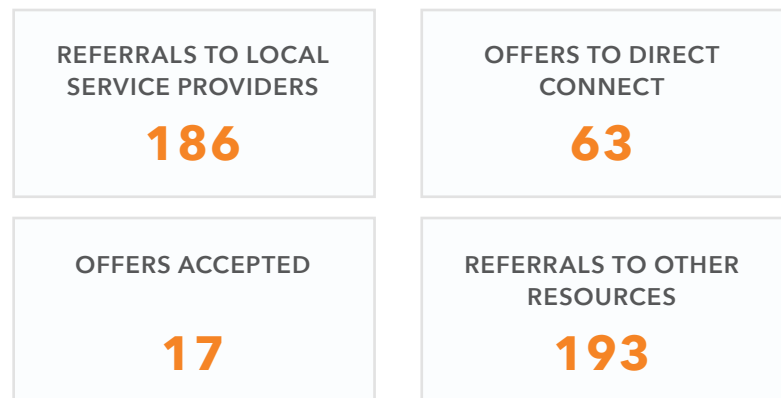 REFERRALS TO LOCAL
SERVICE PROVIDERS
186
OFFERS TO DIRECT
CONNECT
63
OFFERS ACCEPTED
17
REFERRALS TO OTHER
RESOURCES
193